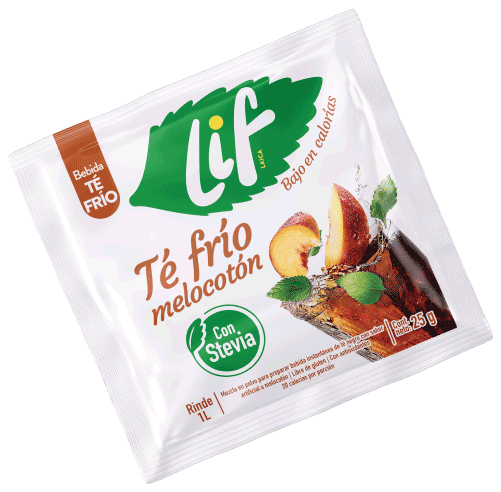 Lif
LAICA
Bajo en calorías
Bebida
TÉ
FRÍO
Té frío
melocotón
Con
Stevia
Rinde
1L
Mezcla en polvo para preparar bebida instantánea de te negro con sabor
artificial a melocotón | Libre de gluten | Con antioxidantes
20 calorías por porción
Cont.
neto. 25 g